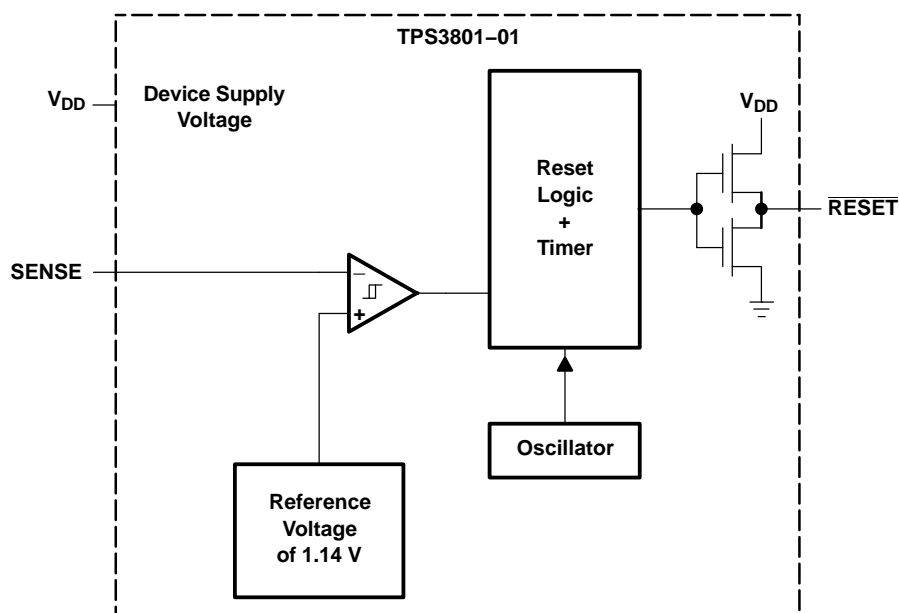 TPS3801–01
Device Supply
Voltage
VDD
VDD
Reset
Logic
+
Timer
RESET
SENSE
–
+
Oscillator
Reference
Voltage
of 1.14 V